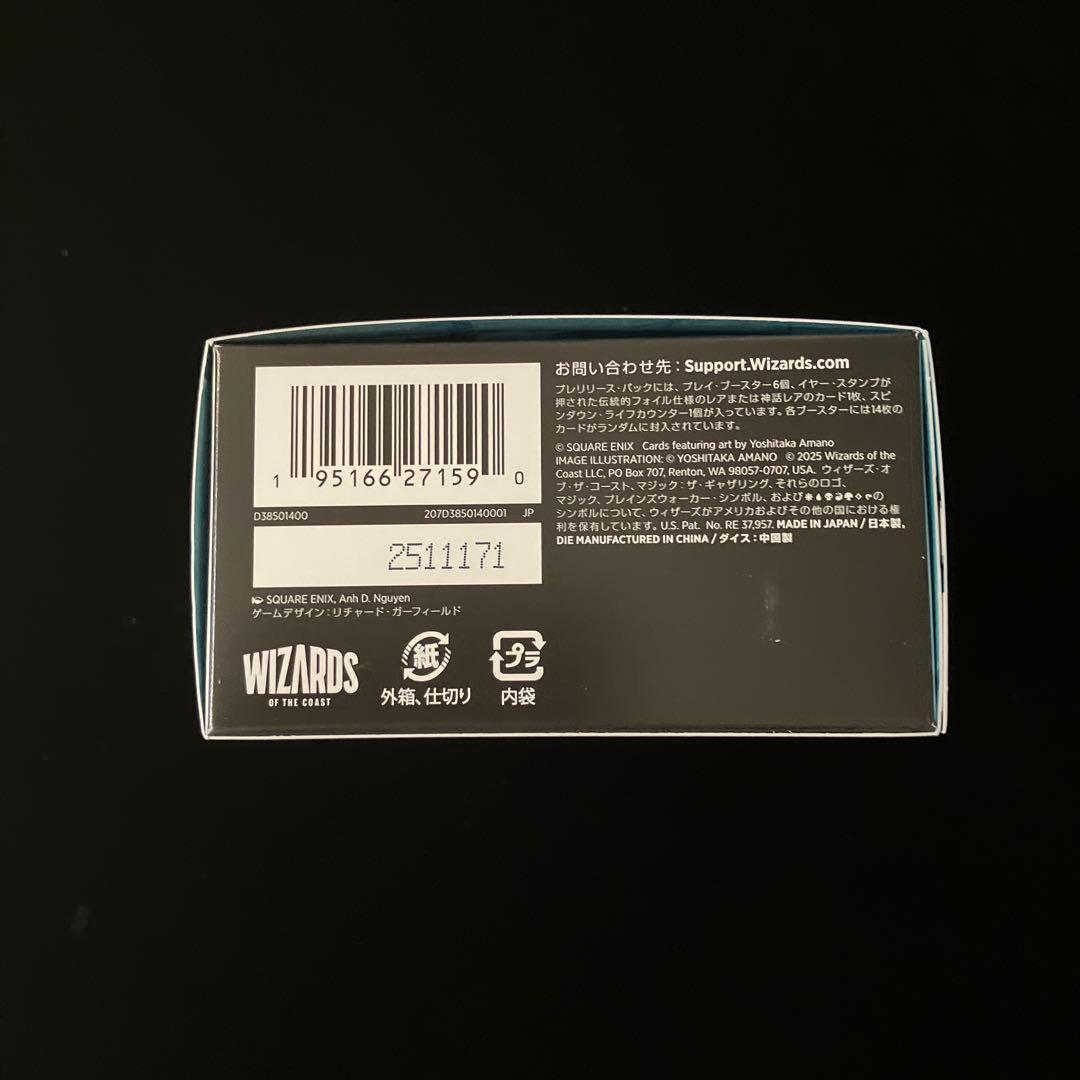 お問い合わせ先：Support.Wizards.com
プレリリース・パックには、プレイ・ブースター6個、イヤー・スタンプが
押された伝統的フォイル仕様のレアまたは神話レアのカード1枚、スピ
ンダウン・ライフカウンター1個が入っています。各ブースターには14枚の
カードがランダムに封入されています。
© SQUARE ENIX Cards featuring art by Yoshitaka Amano
IMAGE ILLUSTRATION: © YOSHITAKA AMANO © 2025 Wizards of the
Coast LLC, PO Box 707, Renton, WA 98057-0707, USA. ウィザーズ・オ
ブ・ザ・コースト、マジック：ザ・ギャザリング、それらのロゴ、
マジック、プレインズウォーカー・シンボル、および の
シンボルについて、ウィザーズがアメリカおよびその他の国における権
利を保有しています。U.S. Pat. No. RE 37,957. MADE IN JAPAN / 日本製,
DIE MANUFACTURED IN CHINA / ダイス：中国製
1 95166 27159 0
D38501400 207D3850140001 JP
2511171
SQUARE ENIX, Anh D. Nguyen
ゲームデザイン：リチャード・ガーフィールド
WIZARDS
OF THE COAST
紙
外箱、仕切り
プラ
内袋